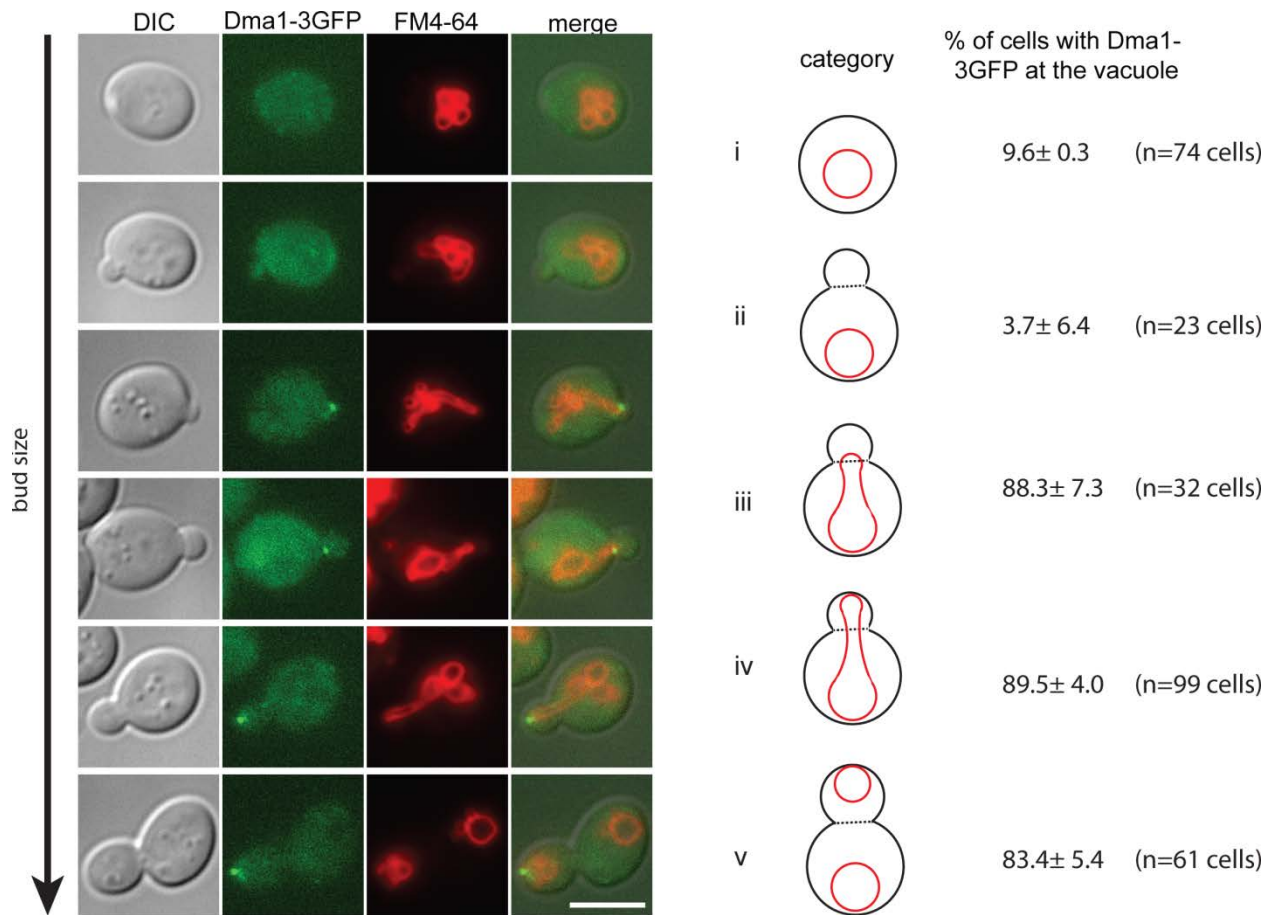 DIC Dma1-3GFP FM4-64 merge
bud size
category
% of cells with Dma1-
3GFP at the vacuole
i 9.6± 0.3 (n=74 cells)
ii 3.7± 6.4 (n=23 cells)
iii 88.3± 7.3 (n=32 cells)
iv 89.5± 4.0 (n=99 cells)
v 83.4± 5.4 (n=61 cells)